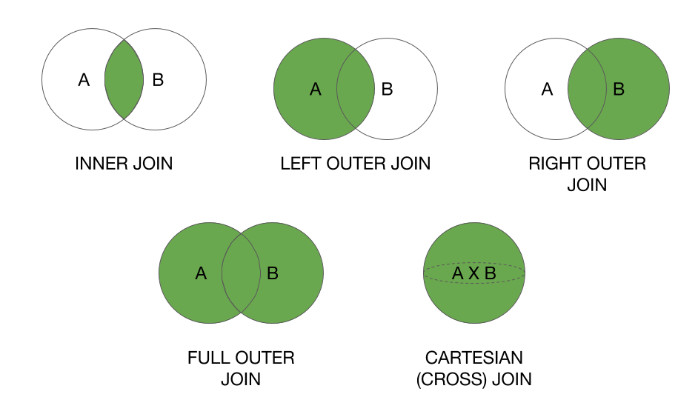 A
B
INNER JOIN
A
B
LEFT OUTER JOIN
A
B
RIGHT OUTER
JOIN
A
B
FULL OUTER
JOIN
A X B
CARTESIAN
(CROSS) JOIN